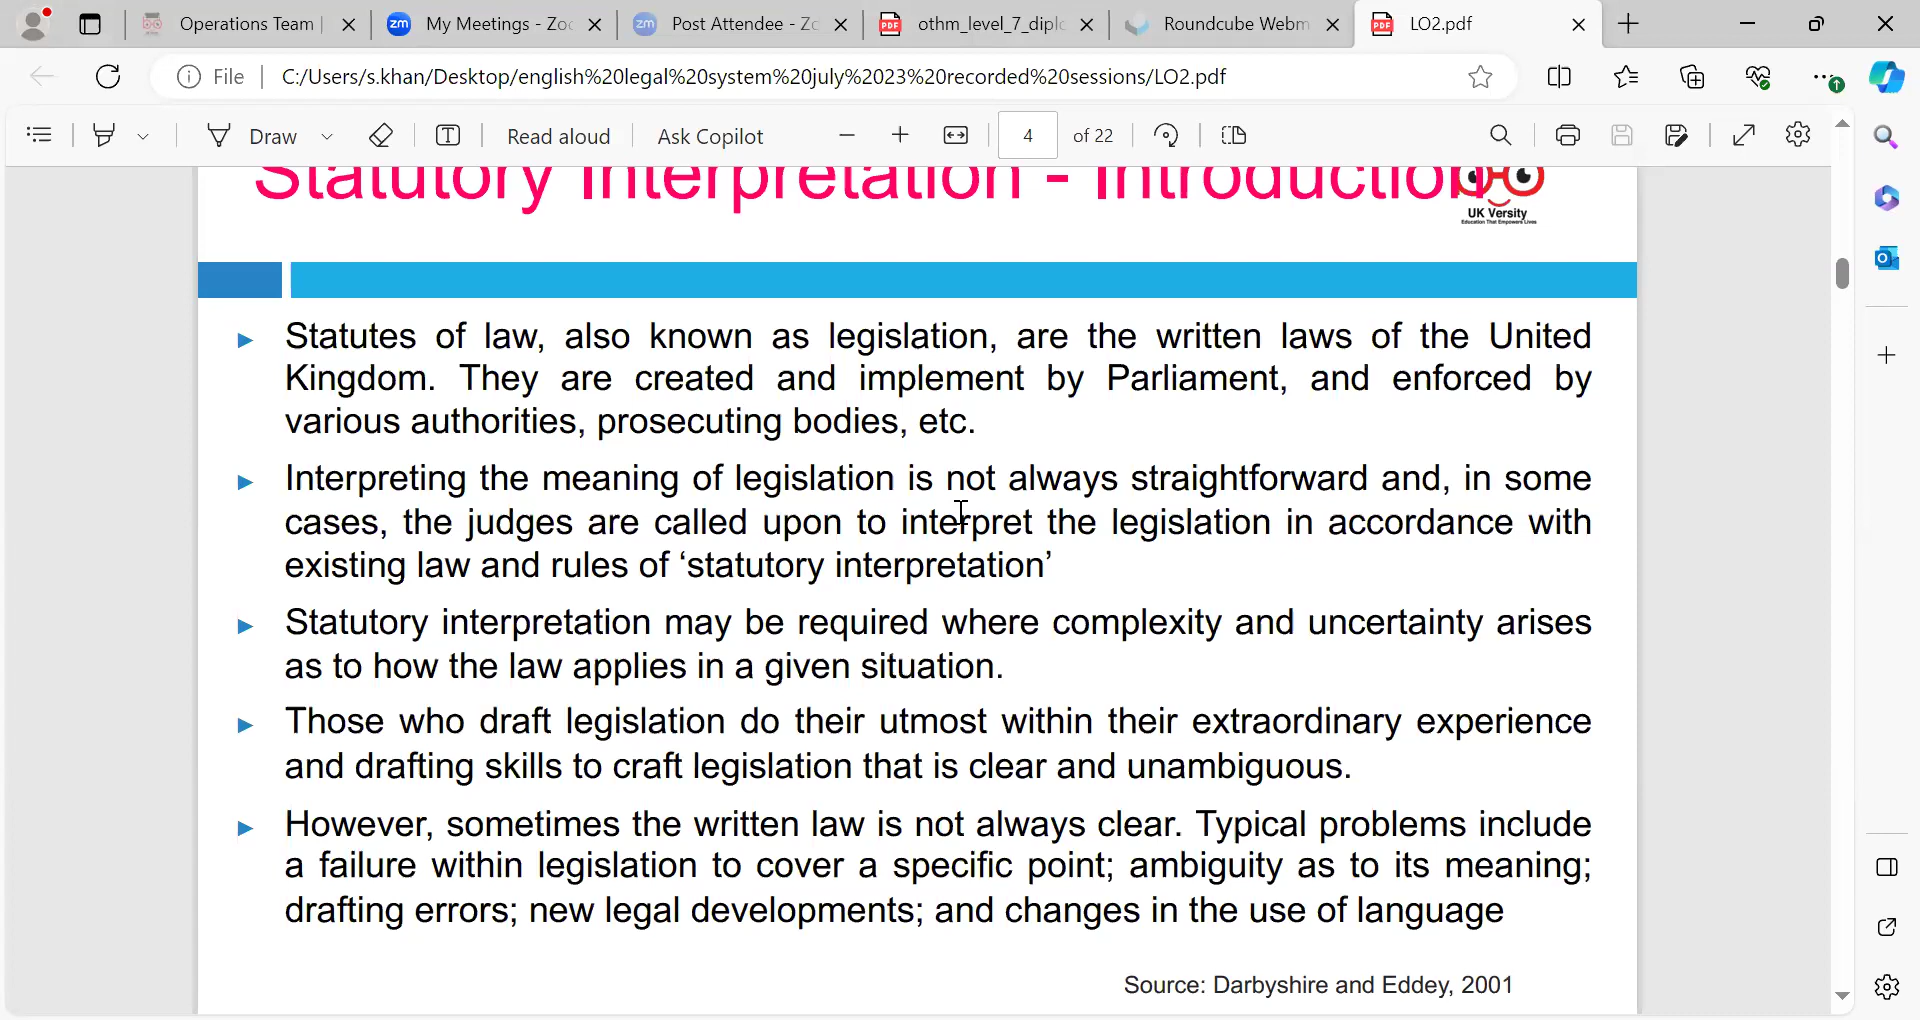 Operations Team |
My Meetings - Zoo
Post Attendee - Zo
othm_level_7_diplo
Roundcube Webm
LO2.pdf
File
C:/Users/s.khan/Desktop/english%20legal%20system%20july%2023%20recorded%20sessions/LO2.pdf
Draw
Read aloud
Ask Copilot
4
of 22
Statutory Interpretation - Introduction
UK Versity
Education That Empowers Lives
Statutes of law, also known as legislation, are the written laws of the United
Kingdom. They are created and implement by Parliament, and enforced by
various authorities, prosecuting bodies, etc.
Interpreting the meaning of legislation is not always straightforward and, in some
cases, the judges are called upon to interpret the legislation in accordance with
existing law and rules of ‘statutory interpretation’
Statutory interpretation may be required where complexity and uncertainty arises
as to how the law applies in a given situation.
Those who draft legislation do their utmost within their extraordinary experience
and drafting skills to craft legislation that is clear and unambiguous.
However, sometimes the written law is not always clear. Typical problems include
a failure within legislation to cover a specific point; ambiguity as to its meaning;
drafting errors; new legal developments; and changes in the use of language
Source: Darbyshire and Eddey, 2001